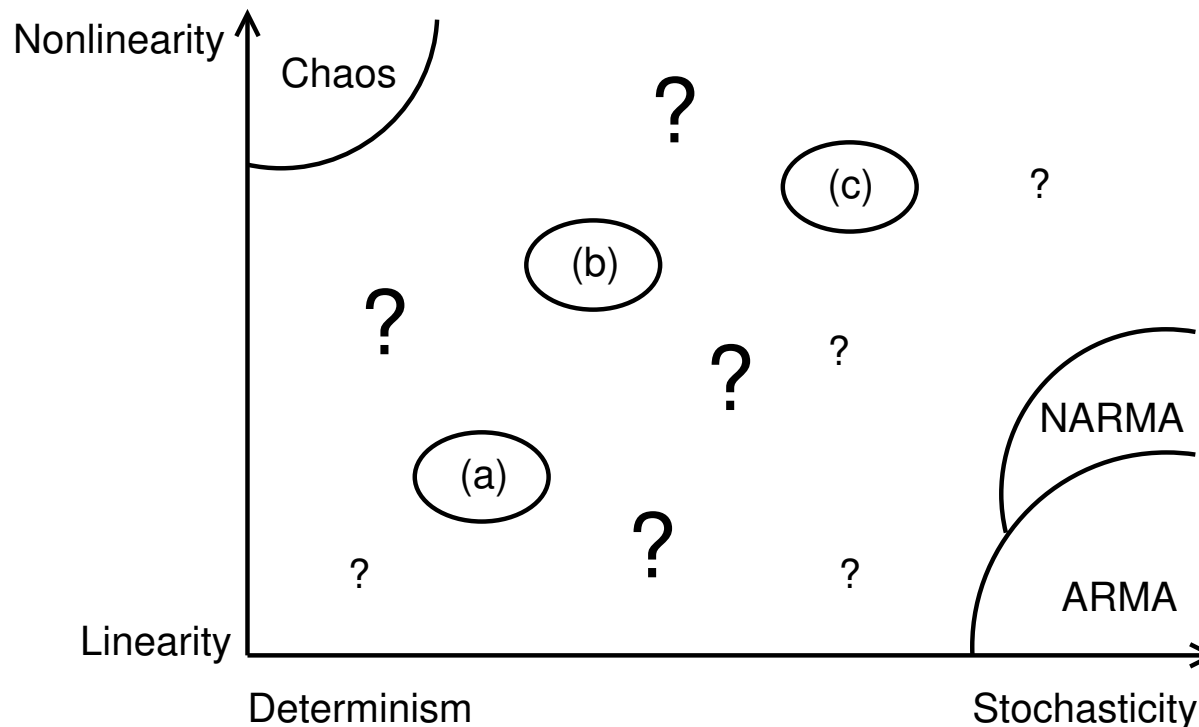 Nonlinearity
Chaos
?
(c)
?
(b)
?
?
?
NARMA
(a)
?
?
?
ARMA
Linearity
Determinism
Stochasticity